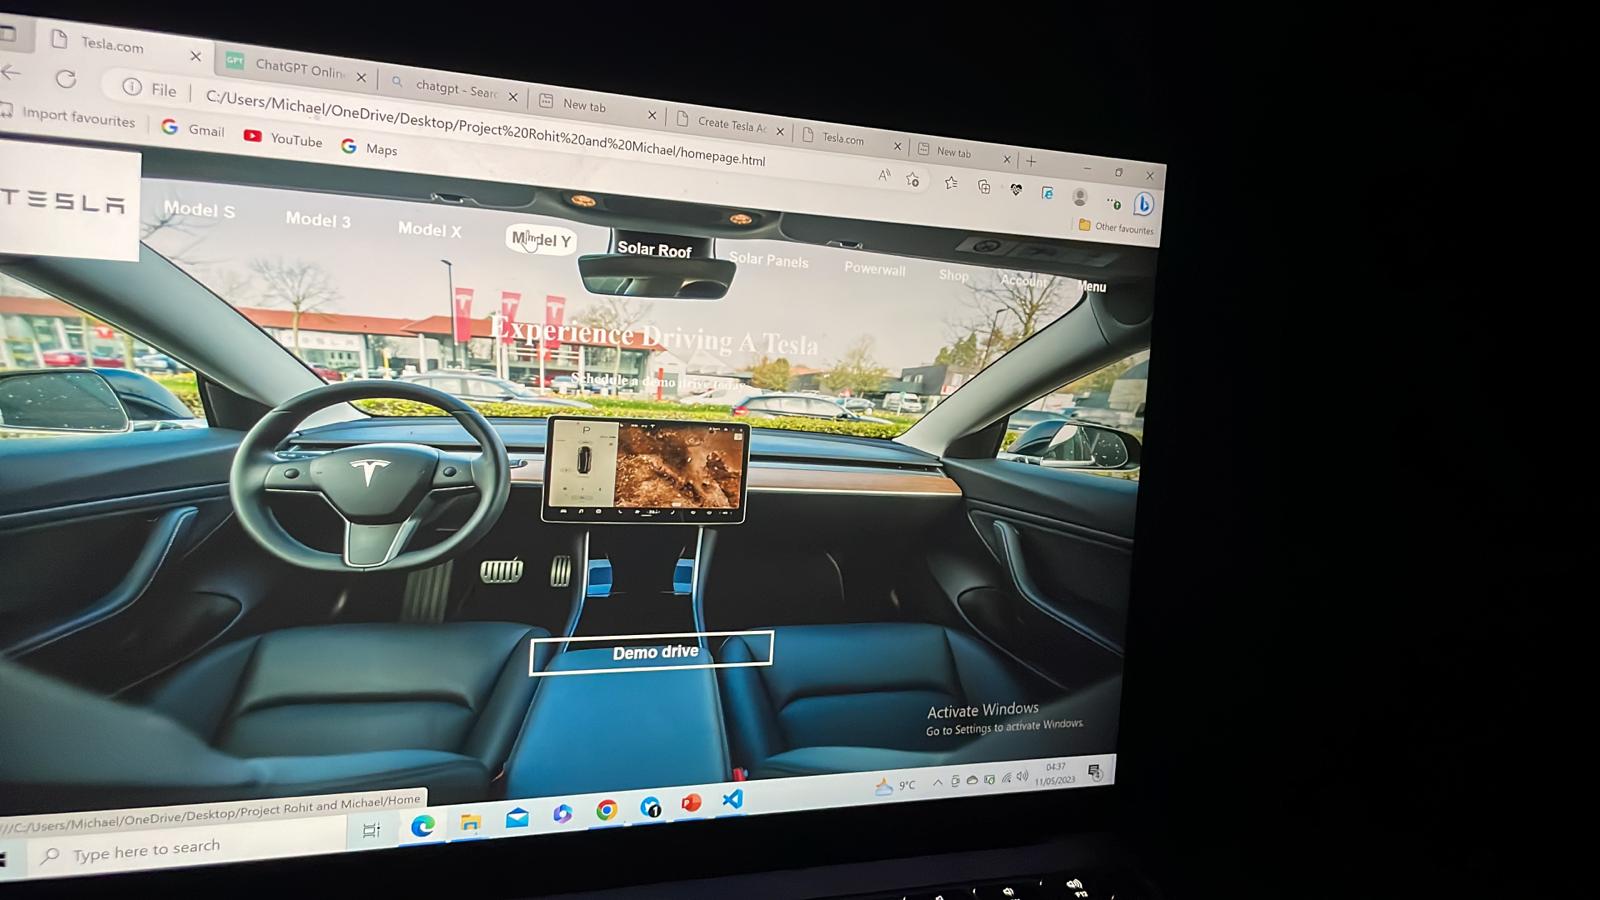 Tesla.com
ChatGPT Onlin
chatgpt - Searc
New tab
Create Tesla Ac
Tesla.com
New tab
File
C:/Users/Michael/OneDrive/Desktop/Project%20Rohit%20and%20Michael/homepage.html
Import favourites
Gmail
YouTube
Maps
Other favourites
TESLA
Model S
Model 3
Model X
Model Y
Solar Roof
Solar Panels
Powerwall
Shop
Account
Menu
Experience Driving A Tesla
Schedule a demo drive today
P
Demo drive
Activate Windows
Go to Settings to activate Windows.
///C:/Users/Michael/OneDrive/Desktop/Project Rohit and Michael/Home
Type here to search
9°C
04:37
11/05/2023